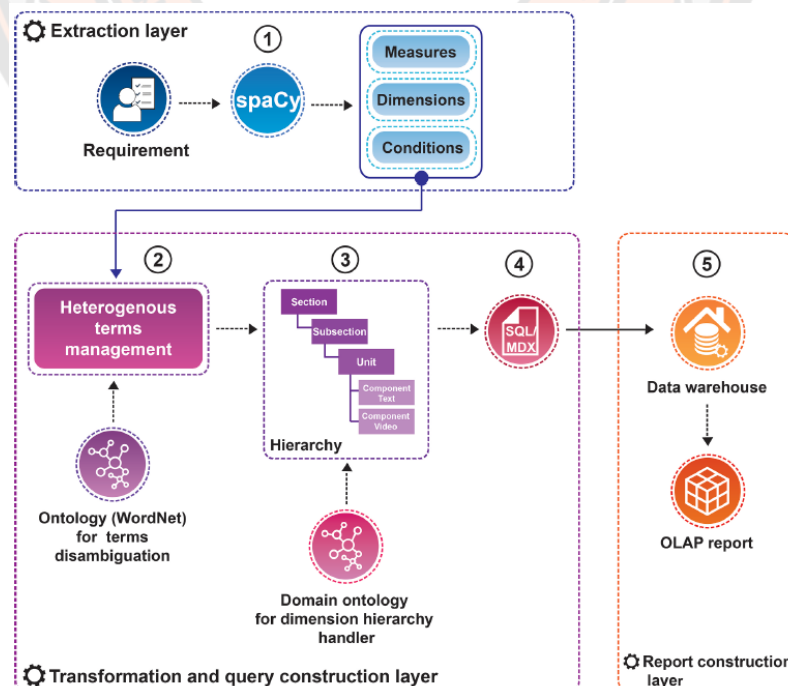 Extraction layer
1
Requirement
spaCy
Measures
Dimensions
Conditions
2
Heterogenous
terms
management
Ontology (WordNet)
for terms
disambiguation
3
Section
Subsection
Unit
Component
Text
Component
Video
Hierarchy
Domain ontology
for dimension hierarchy
handler
4
SQL/
MDX
Transformation and query construction layer
5
Data warehouse
OLAP report
Report construction
layer